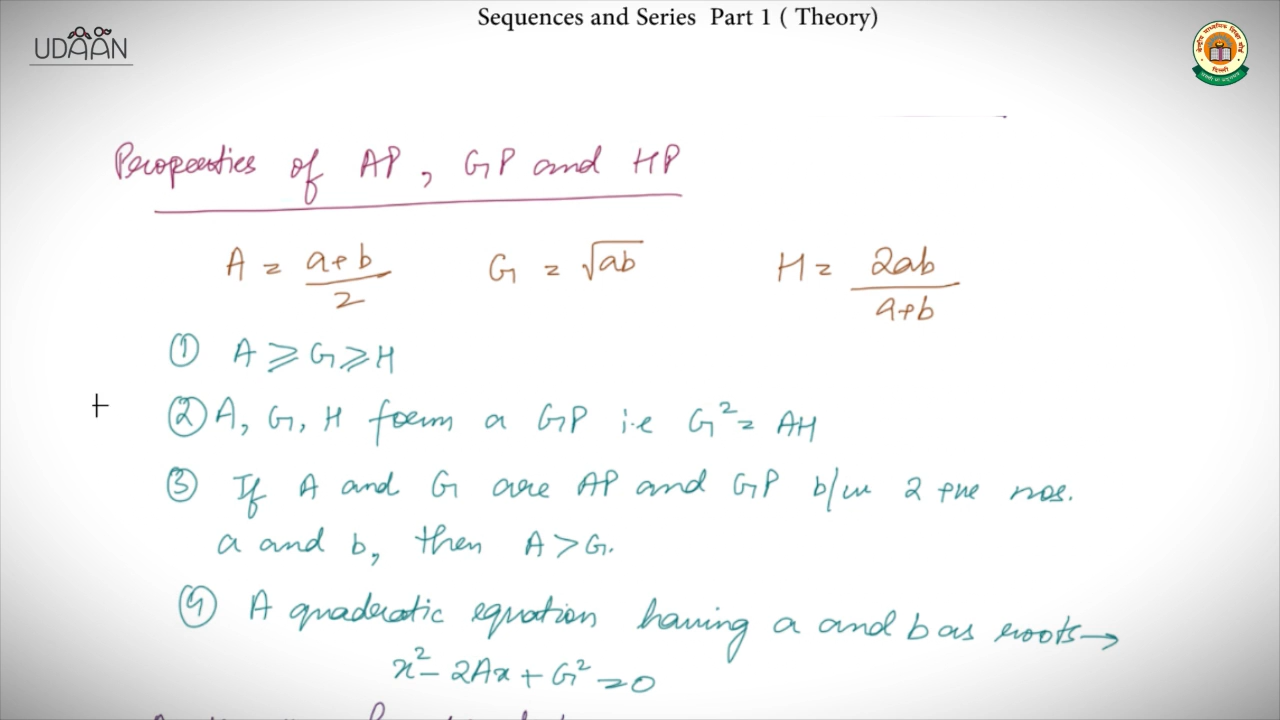 Sequences and Series Part 1 ( Theory)
UDAAN
Properties of AP, GP and HP
A = a+b/2 G = √ab H = 2ab/a+b
① A ⩾ G ⩾ H
② A, G, H form a GP i.e G² = AH
③ If A and G are AP and GP b/w 2 +ve nos.
a and b, then A > G.
④ A quadratic equation having a and b as roots →
x² - 2Ax + G² = 0